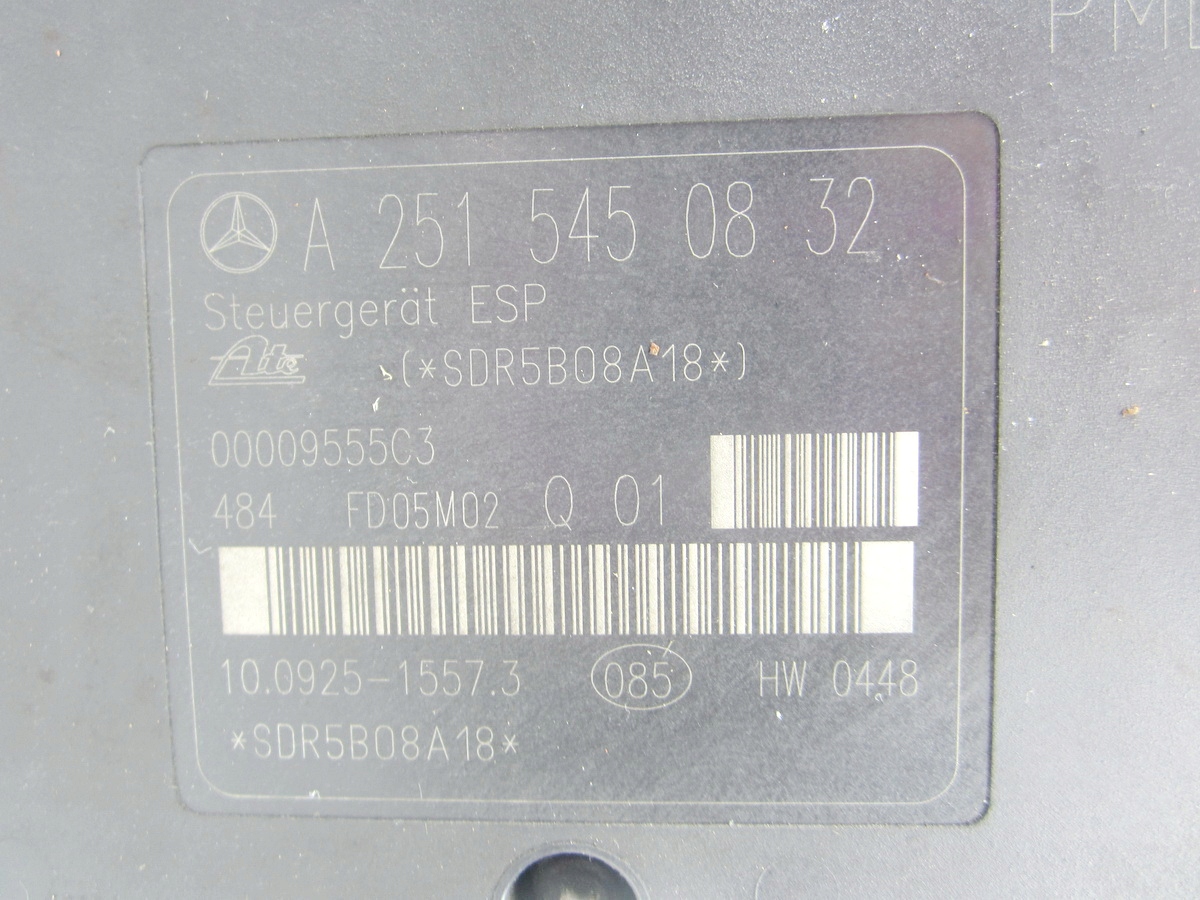 A 251 545 08 32
Steuergerät ESP
Ate (*SDR5B08A18*)
00009555C3
484 FD05M02 Q 01
10.0925-1557.3 085 HW 0448
*SDR5B08A18*